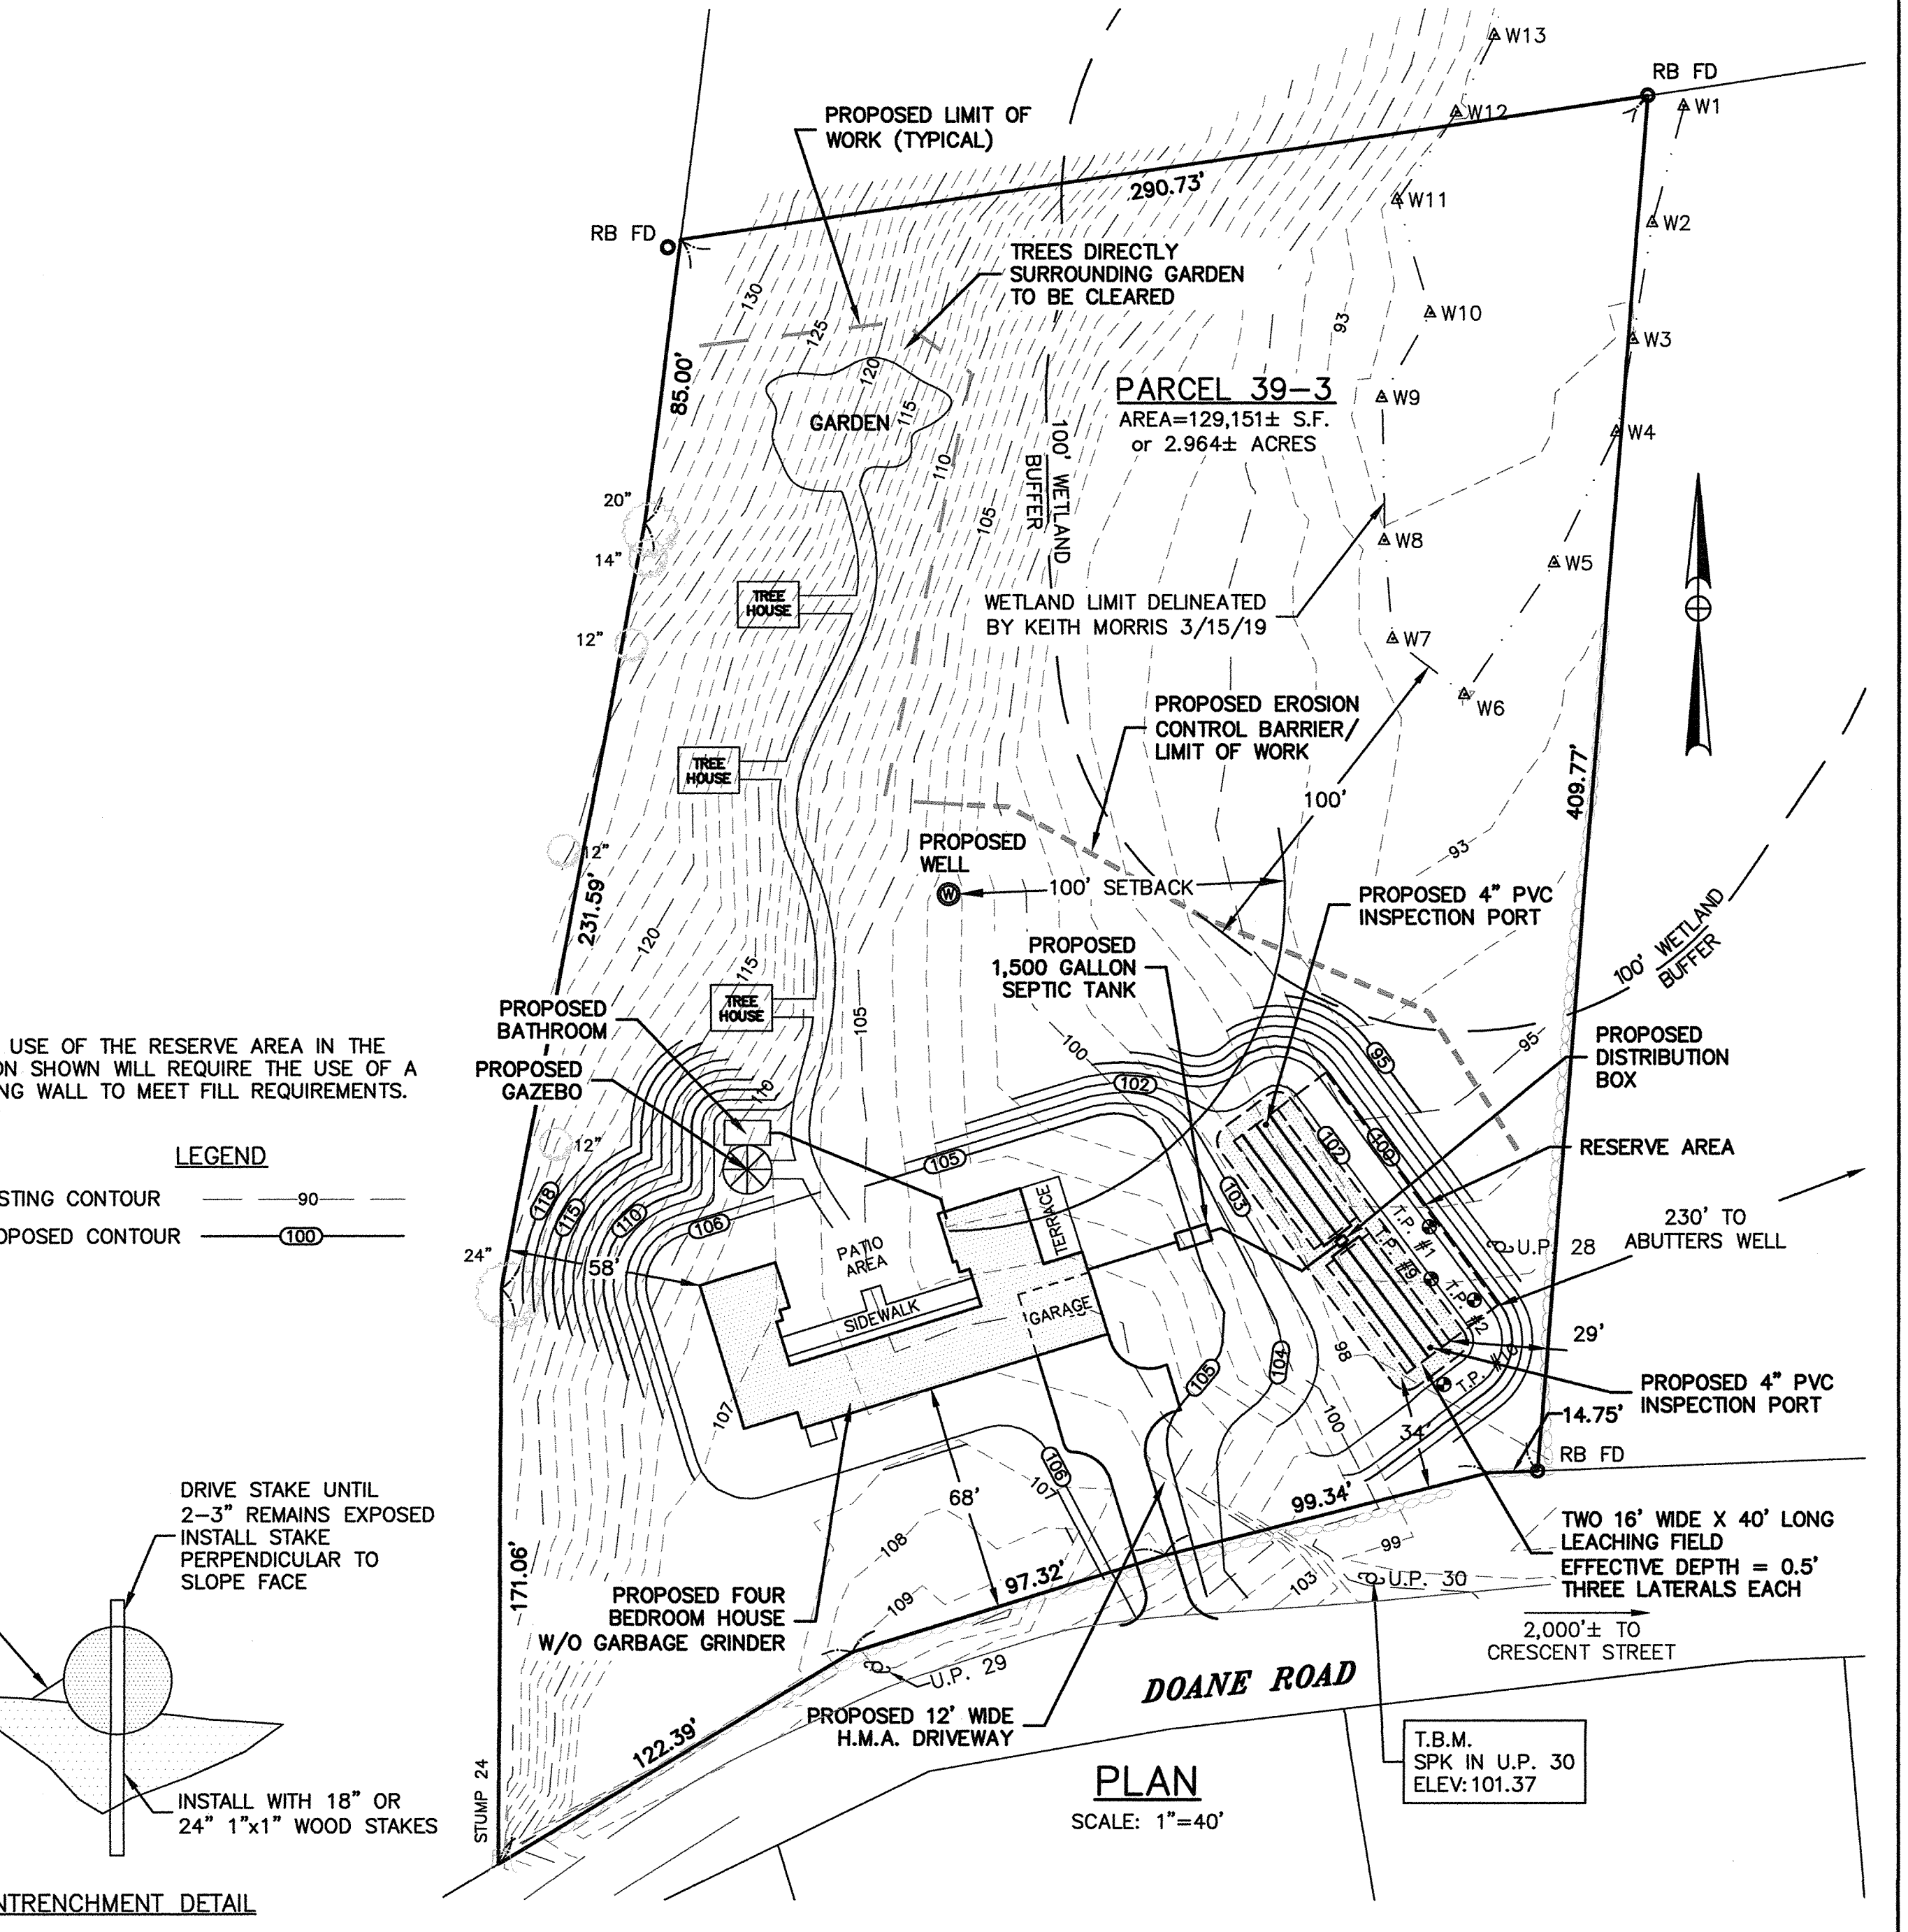 W13
RB FD
W1
PROPOSED LIMIT OF
WORK (TYPICAL)
W12
290.73'
W11
RB FD
W2
TREES DIRECTLY
SURROUNDING GARDEN
TO BE CLEARED
130
125
W10
93
W3
120
85.00'
115
GARDEN
PARCEL 39-3
AREA=129,151± S.F.
or 2.964± ACRES
W9
W4
100' WETLAND
BUFFER
110
105
20"
14"
W8
W5
TREE
HOUSE
WETLAND LIMIT DELINEATED
BY KEITH MORRIS 3/15/19
12"
W7
W6
PROPOSED EROSION
CONTROL BARRIER/
LIMIT OF WORK
TREE
HOUSE
409.77'
100'
12"
PROPOSED
WELL
W
100' SETBACK
93
PROPOSED 4" PVC
INSPECTION PORT
231.59'
120
115
PROPOSED
1,500 GALLON
SEPTIC TANK
100' WETLAND
BUFFER
TREE
HOUSE
PROPOSED
BATHROOM
105
100
95
95
PROPOSED
DISTRIBUTION
BOX
USE OF THE RESERVE AREA IN THE
ON SHOWN WILL REQUIRE THE USE OF A
NG WALL TO MEET FILL REQUIREMENTS.
PROPOSED
GAZEBO
110
102
12"
105
102
100
RESERVE AREA
LEGEND
STING CONTOUR
90
OPOSED CONTOUR
100
118
115
110
106
103
TERRACE
PATIO
AREA
T.P. #1
T.P. #9
T.P. #2
T.P. #10
U.P. 28
230' TO
ABUTTERS WELL
24"
58'
SIDEWALK
GARAGE
98
29'
104
105
PROPOSED 4" PVC
INSPECTION PORT
107
100
34'
14.75'
RB FD
106
107
68'
99.34'
DRIVE STAKE UNTIL
2-3" REMAINS EXPOSED
INSTALL STAKE
PERPENDICULAR TO
SLOPE FACE
108
99
TWO 16' WIDE X 40' LONG
LEACHING FIELD
EFFECTIVE DEPTH = 0.5'
THREE LATERALS EACH
171.06'
97.32'
109
103
U.P. 30
PROPOSED FOUR
BEDROOM HOUSE
W/O GARBAGE GRINDER
2,000'± TO
CRESCENT STREET
U.P. 29
DOANE ROAD
PROPOSED 12' WIDE
H.M.A. DRIVEWAY
122.39'
T.B.M.
SPK IN U.P. 30
ELEV:101.37
STUMP 24
INSTALL WITH 18" OR
24" 1"x1" WOOD STAKES
PLAN
SCALE: 1"=40'
NTRENCHMENT DETAIL